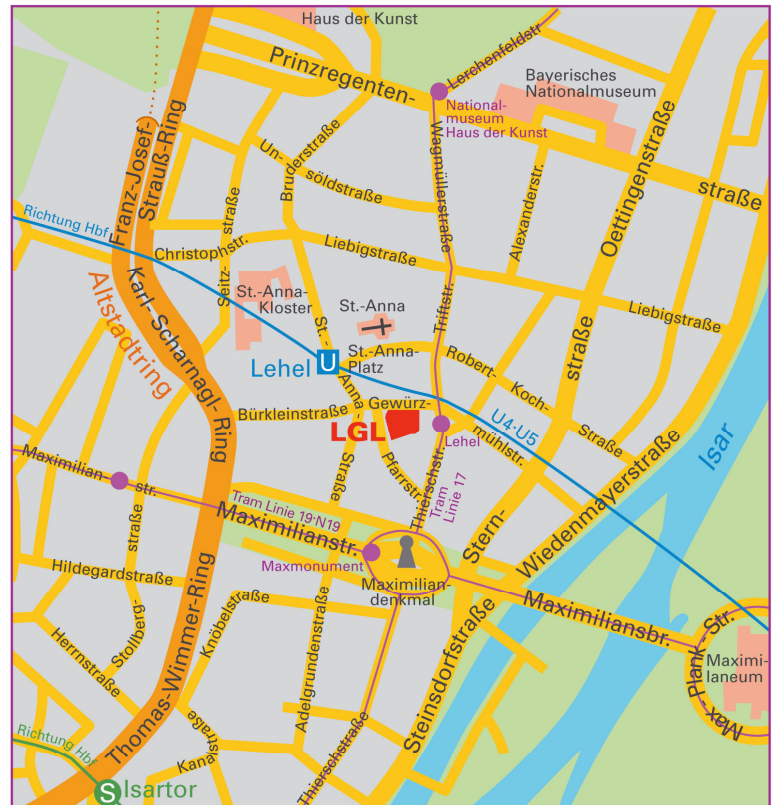 Haus der Kunst
Prinzregenten-
straße
Lerchenfeldstr.
Bayerisches
Nationalmuseum
National-
museum
Haus der Kunst
Franz-Josef-
Strauß-Ring
Un-
söldstraße
Bruderstraße
Wagmüllerstraße
Alexanderstr.
Oettingenstraße
Richtung Hbf
Christophstr.
Seitz-
straße
Liebigstraße
Liebigstraße
Altstadtring
Karl- Scharnagl- Ring
St.-Anna-
Kloster
St.-Anna
Triftstr.
St. -
Anna -
Straße
Lehel
U
St.-Anna-
Platz
Robert-
Koch-
Straße
Bürkleinstraße
Gewürz-
mühlstr.
LGL
Lehel
U4·U5
Isar
Pfarrstr.
Thierschstr.
Tram
Linie 17
Stern-
straße
Wiedenmayerstraße
Maximilian
str.
Tram Linie 19·N19
Maximilianstr.
Maxmonument
Maximilian-
denkmal
Maximiliansbr.
Hildegardstraße
Stollberg-
straße
Herrnstraße
Thomas-Wimmer-Ring
Knöbelstraße
Adelgrundenstraße
Steinsdorfstraße
Thierschstraße
Kanalstraße
Max - Plank - Str.
Maximi-
laneum
Richtung Hbf
S
Isartor